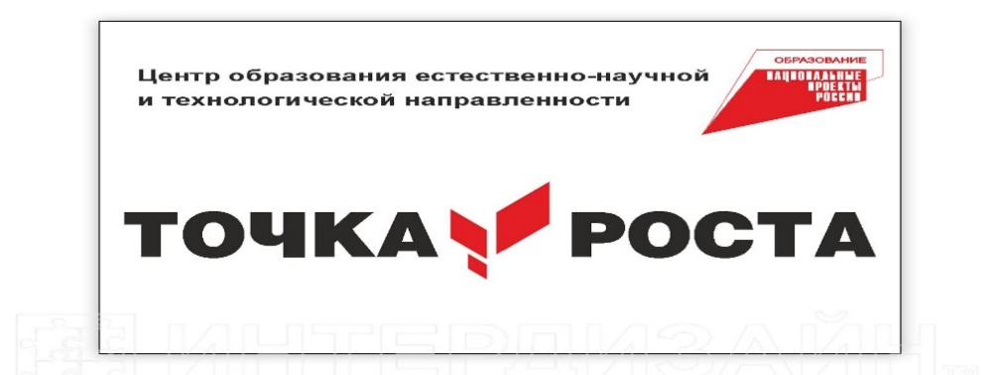 Центр образования естественно-научной
и технологической направленности
ОБРАЗОВАНИЕ
НАЦИОНАЛЬНЫЕ
ПРОЕКТЫ
РОССИИ
ТОЧКА РОСТА
ИНТЕРДИЗАЙН